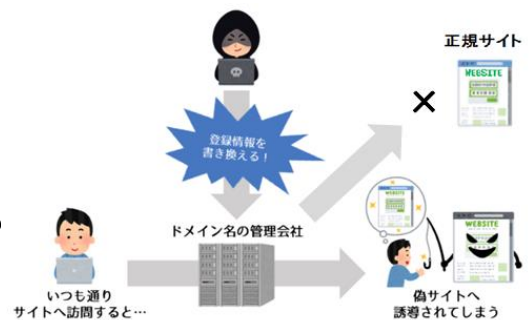 正規サイト
WEBSITE
登録情報を
書き換える！
ドメイン名の管理会社
WEBSITE
いつも通り
サイトへ訪問すると…
偽サイトへ
誘導されてしまう